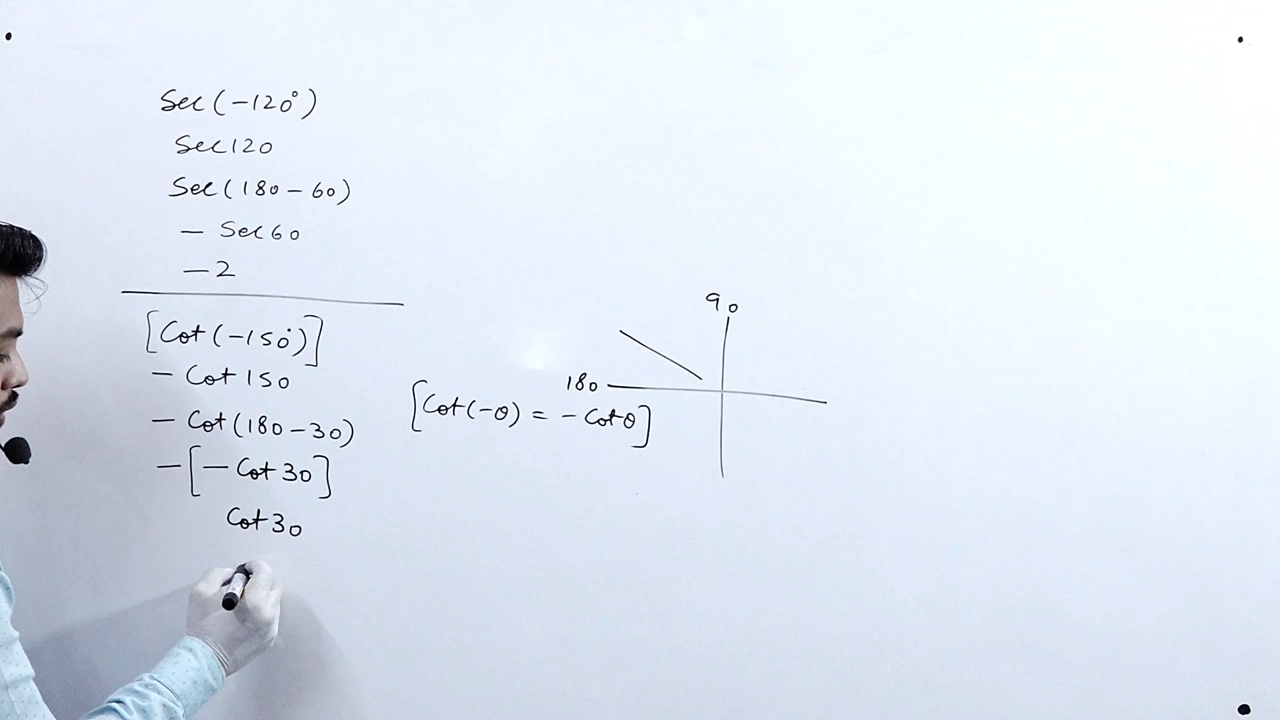 Sec(-120°)
Sec120
Sec(180-60)
- Sec60
-2
[Cot(-150°)]
- Cot150
- Cot(180-30)
-[- Cot30]
Cot30
90
180
[Cot(-θ) = - Cotθ]